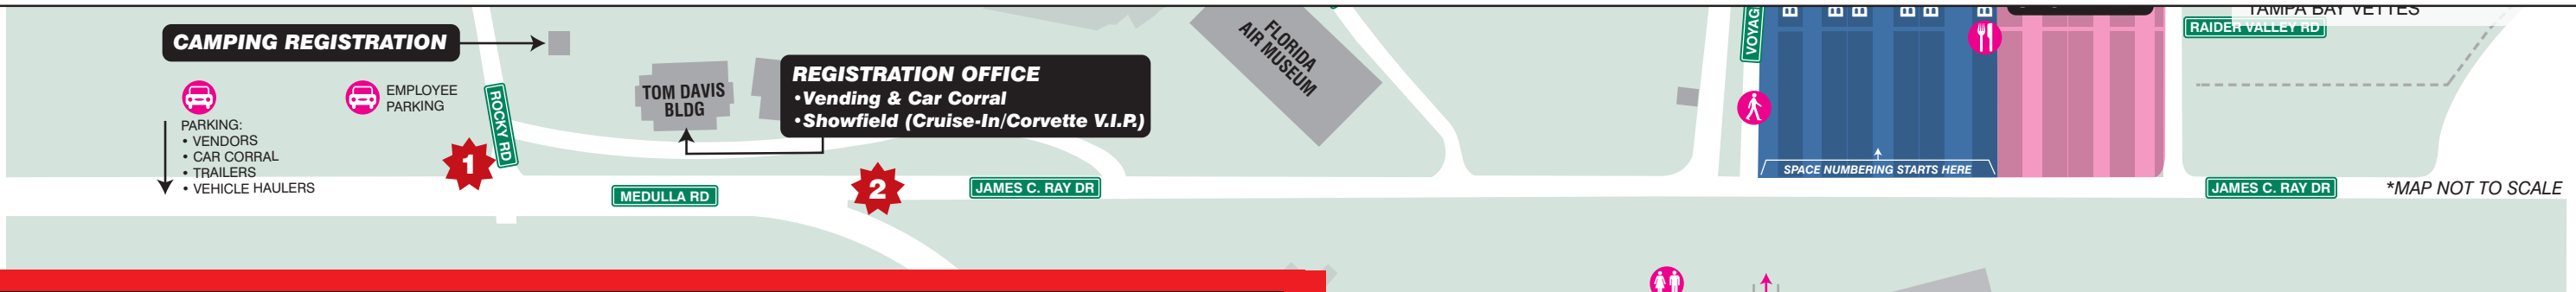 CAMPING REGISTRATION
EMPLOYEE
PARKING
PARKING:
• VENDORS
• CAR CORRAL
• TRAILERS
• VEHICLE HAULERS
ROCKY RD
1
TOM DAVIS
BLDG
REGISTRATION OFFICE
•Vending & Car Corral
•Showfield (Cruise-In/Corvette V.I.P.)
MEDULLA RD
2
JAMES C. RAY DR
FLORIDA
AIR MUSEUM
VOYAG
SPACE NUMBERING STARTS HERE
TAMPA BAY VETTES
RAIDER VALLEY RD
JAMES C. RAY DR
*MAP NOT TO SCALE